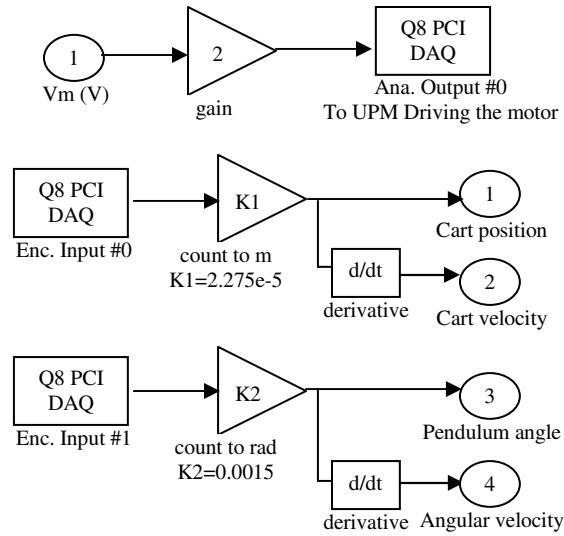 1
Vm (V)
2
gain
Q8 PCI
DAQ
Ana. Output #0
To UPM Driving the motor
Q8 PCI
DAQ
Enc. Input #0
K1
count to m
K1=2.275e-5
1
Cart position
d/dt
derivative
2
Cart velocity
Q8 PCI
DAQ
Enc. Input #1
K2
count to rad
K2=0.0015
3
Pendulum angle
d/dt
derivative
4
Angular velocity